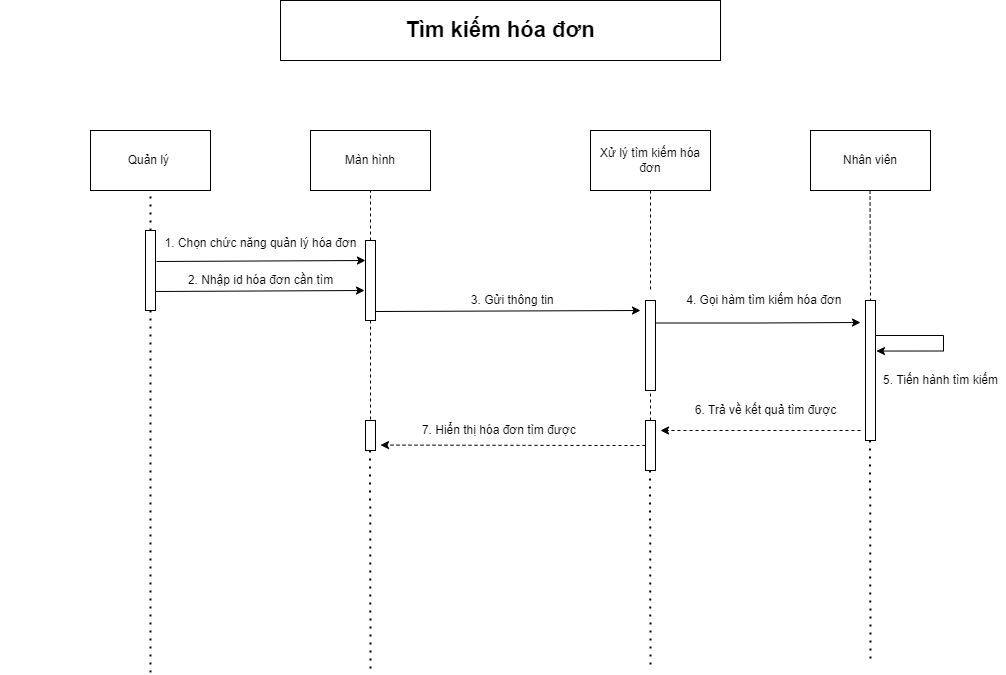 Tìm kiếm hóa đơn
Quản lý
Màn hình
Xử lý tìm kiếm hóa
đơn
Nhân viên
1. Chọn chức năng quản lý hóa đơn
2. Nhập id hóa đơn cần tìm
3. Gửi thông tin
4. Gọi hàm tìm kiếm hóa đơn
5. Tiến hành tìm kiếm
6. Trả về kết quả tìm được
7. Hiển thị hóa đơn tìm được